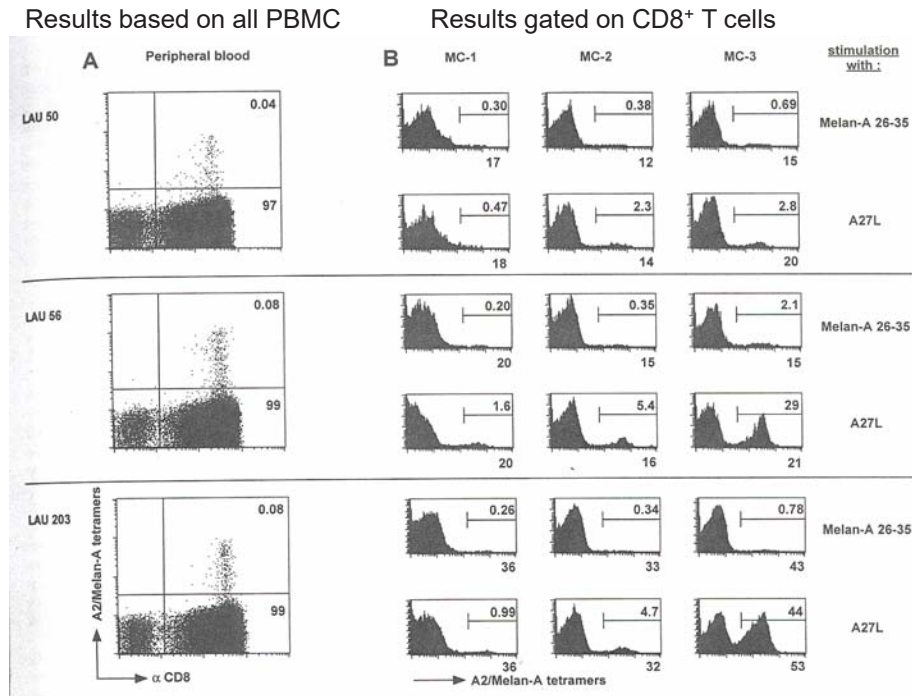 Results based on all PBMC Results gated on CD8⁺ T cells
A Peripheral blood B MC-1 MC-2 MC-3 stimulation
with :
LAU 50
0.04
97
0.30 0.38 0.69 Melan-A 26-35
17 12 15
0.47 2.3 2.8 A27L
18 14 20
LAU 56
0.08
99
0.20 0.35 2.1 Melan-A 26-35
20 15 15
1.6 5.4 29 A27L
20 16 21
LAU 203
0.08
99
0.26 0.34 0.78 Melan-A 26-35
36 33 43
0.99 4.7 44 A27L
36 32 53
A2/Melan-A tetramers
α CD8
A2/Melan-A tetramers